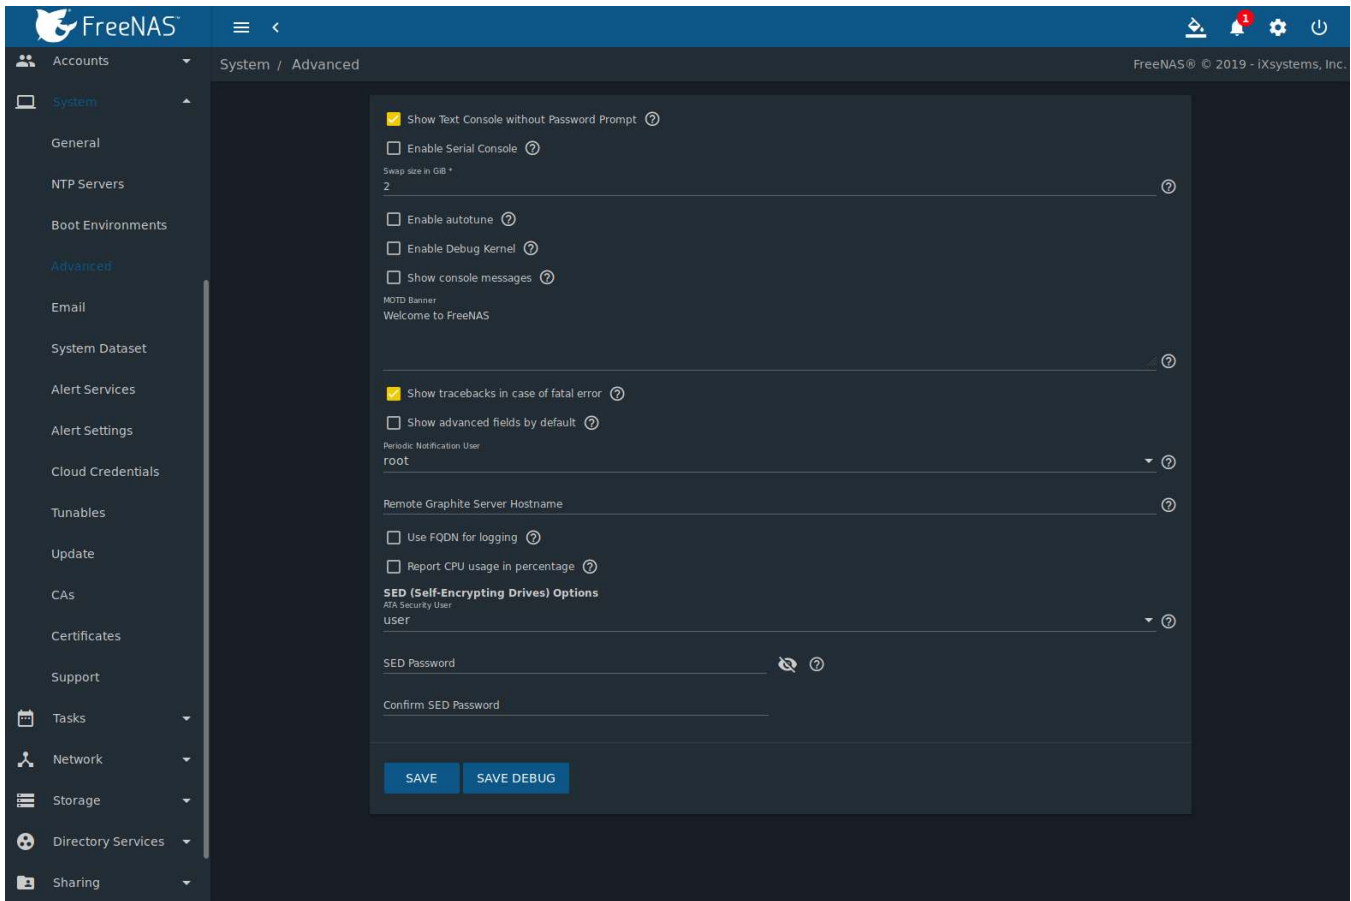 FreeNAS®
1
Accounts
System / Advanced
FreeNAS® © 2019 - iXsystems, Inc.
System
General
NTP Servers
Boot Environments
Advanced
Email
System Dataset
Alert Services
Alert Settings
Cloud Credentials
Tunables
Update
CAs
Certificates
Support
Tasks
Network
Storage
Directory Services
Sharing
Show Text Console without Password Prompt
Enable Serial Console
Swap size in GiB *
2
Enable autotune
Enable Debug Kernel
Show console messages
MOTD Banner
Welcome to FreeNAS
Show tracebacks in case of fatal error
Show advanced fields by default
Periodic Notification User
root
Remote Graphite Server Hostname
Use FQDN for logging
Report CPU usage in percentage
SED (Self-Encrypting Drives) Options
ATA Security User
user
SED Password
Confirm SED Password
SAVE
SAVE DEBUG